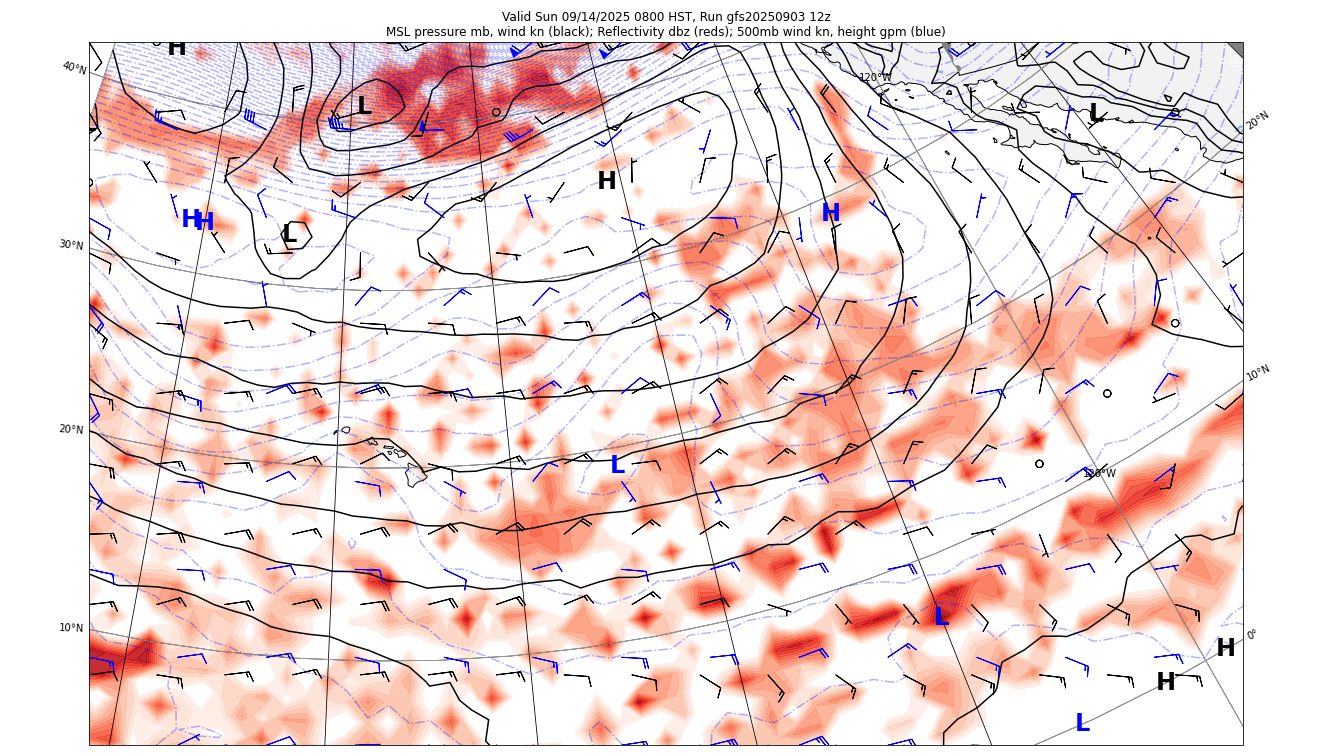 Valid Sun 09/14/2025 0800 HST, Run gfs20250903 12z
MSL pressure mb, wind kn (black); Reflectivity dbz (reds); 500mb wind kn, height gpm (blue)
H
40°N
120°W
L
L
20°N
H
H
H
H
L
30°N
10°N
20°N
L
120°W
10°N
L
0°
H
H
L